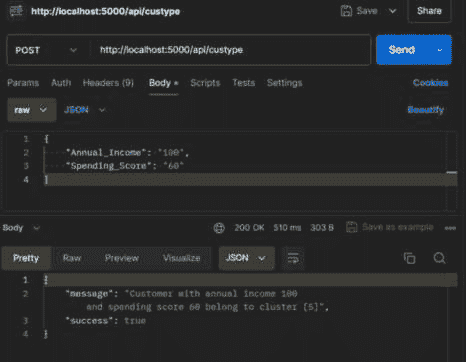 http://localhost:5000/api/custype
Save
Share
POST
http://localhost:5000/api/custype
Send
Params Auth Headers (9) Body Scripts Tests Settings Cookies
raw JSON Beautify
1 {
2 "Annual_Income": "100",
3 "Spending_Score": "60"
4 }
Body 200 OK 510 ms 303 B Save as example
Pretty Raw Preview Visualize JSON
1 {
2 "message": "Customer with annual income 100
and spending score 60 belong to cluster [5]",
3 "success": true
4 }